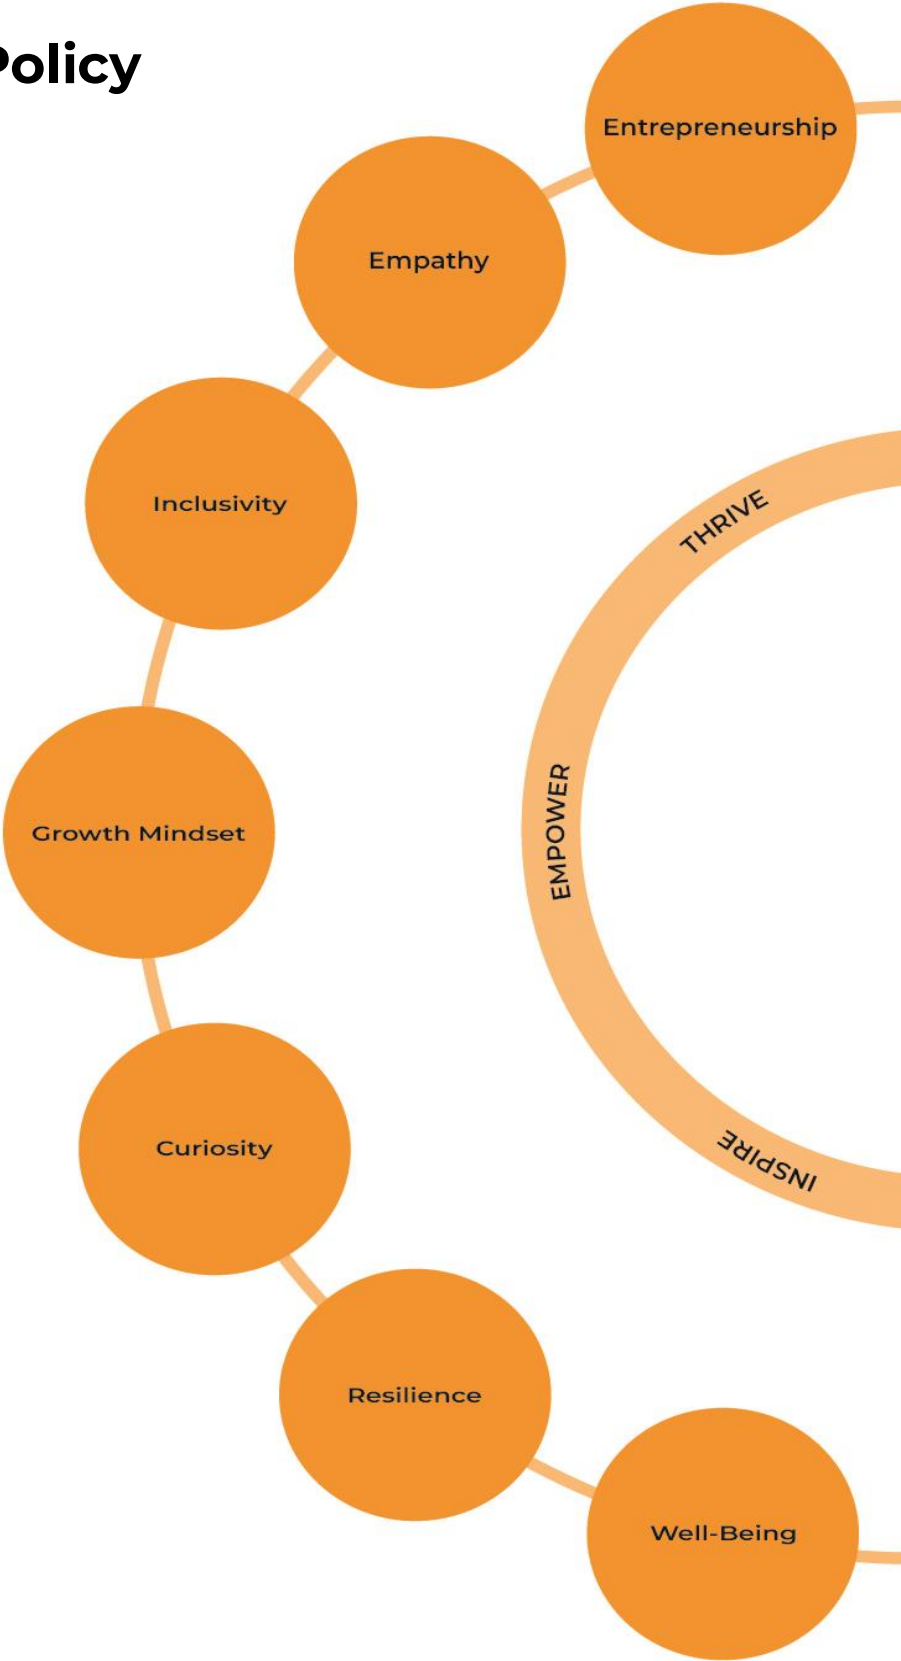 Policy
Entrepreneurship
Empathy
Inclusivity
THRIVE
EMPOWER
Growth Mindset
INSPIRE
Curiosity
Resilience
Well-Being